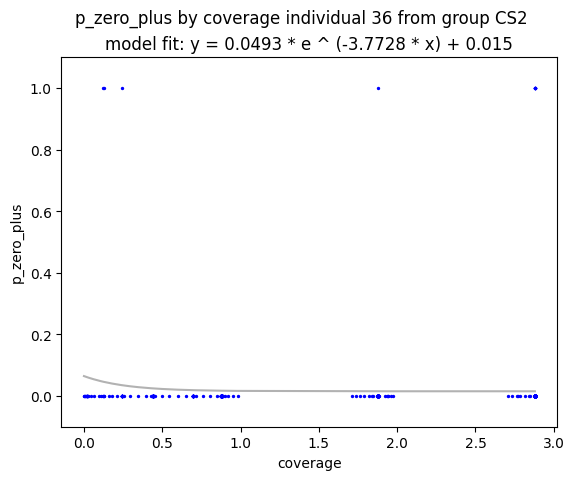 p_zero_plus by coverage individual 36 from group CS2
model fit: y = 0.0493 * e ^ (-3.7728 * x) + 0.015
p_zero_plus
1.0
0.8
0.6
0.4
0.2
0.0
0.0 0.5 1.0 1.5 2.0 2.5 3.0
coverage